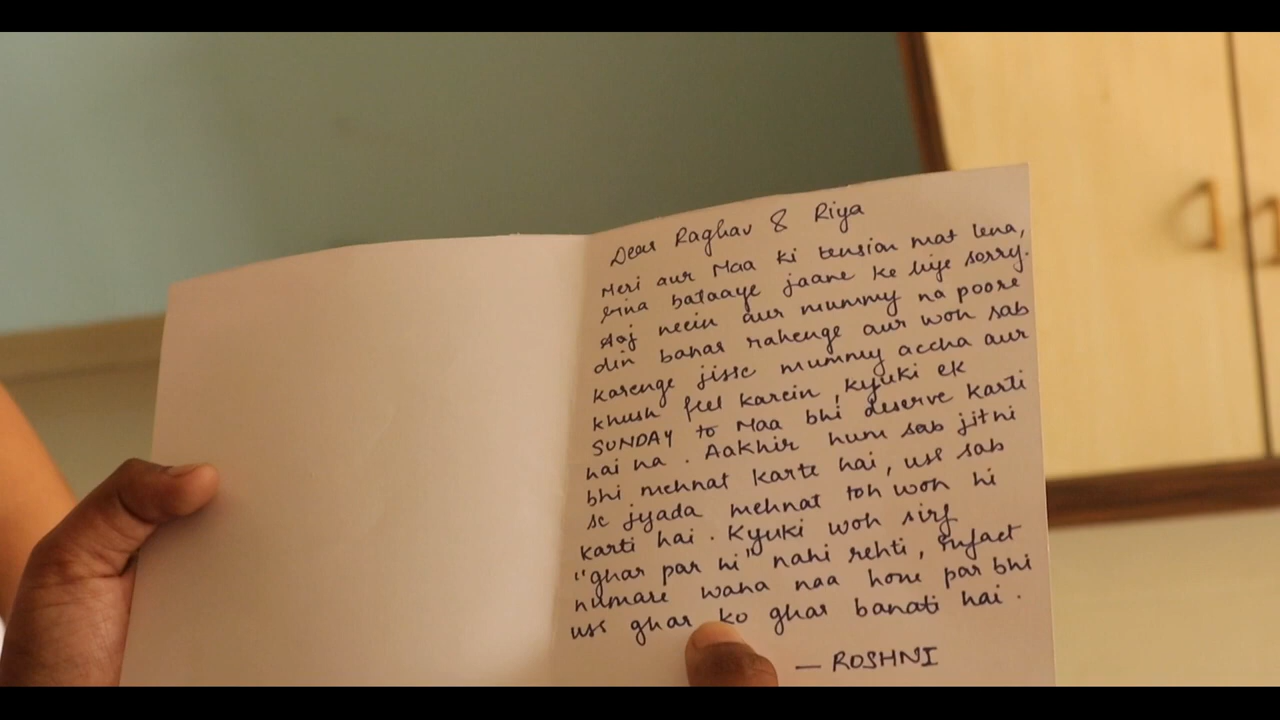 Dear Raghav & Riya
Meri aur Maa ki tension mat lena,
bina bataaye jaane ke liye sorry.
Aaj meein aur mummy na poore
din bahar rahenge aur woh sab
karenge jisse mummy accha aur
khush feel karein, kyuki ek
SUNDAY to Maa bhi deserve karti
hai na. Aakhir hum sab jitni
bhi mehnat karte hai, uss sab
se jyada mehnat toh woh hi
karti hai. Kyuki woh sirf
"ghar par hi" nahi rehti, infact
humare waha naa hone par bhi
uss ghar ko ghar banati hai.
— ROSHNI